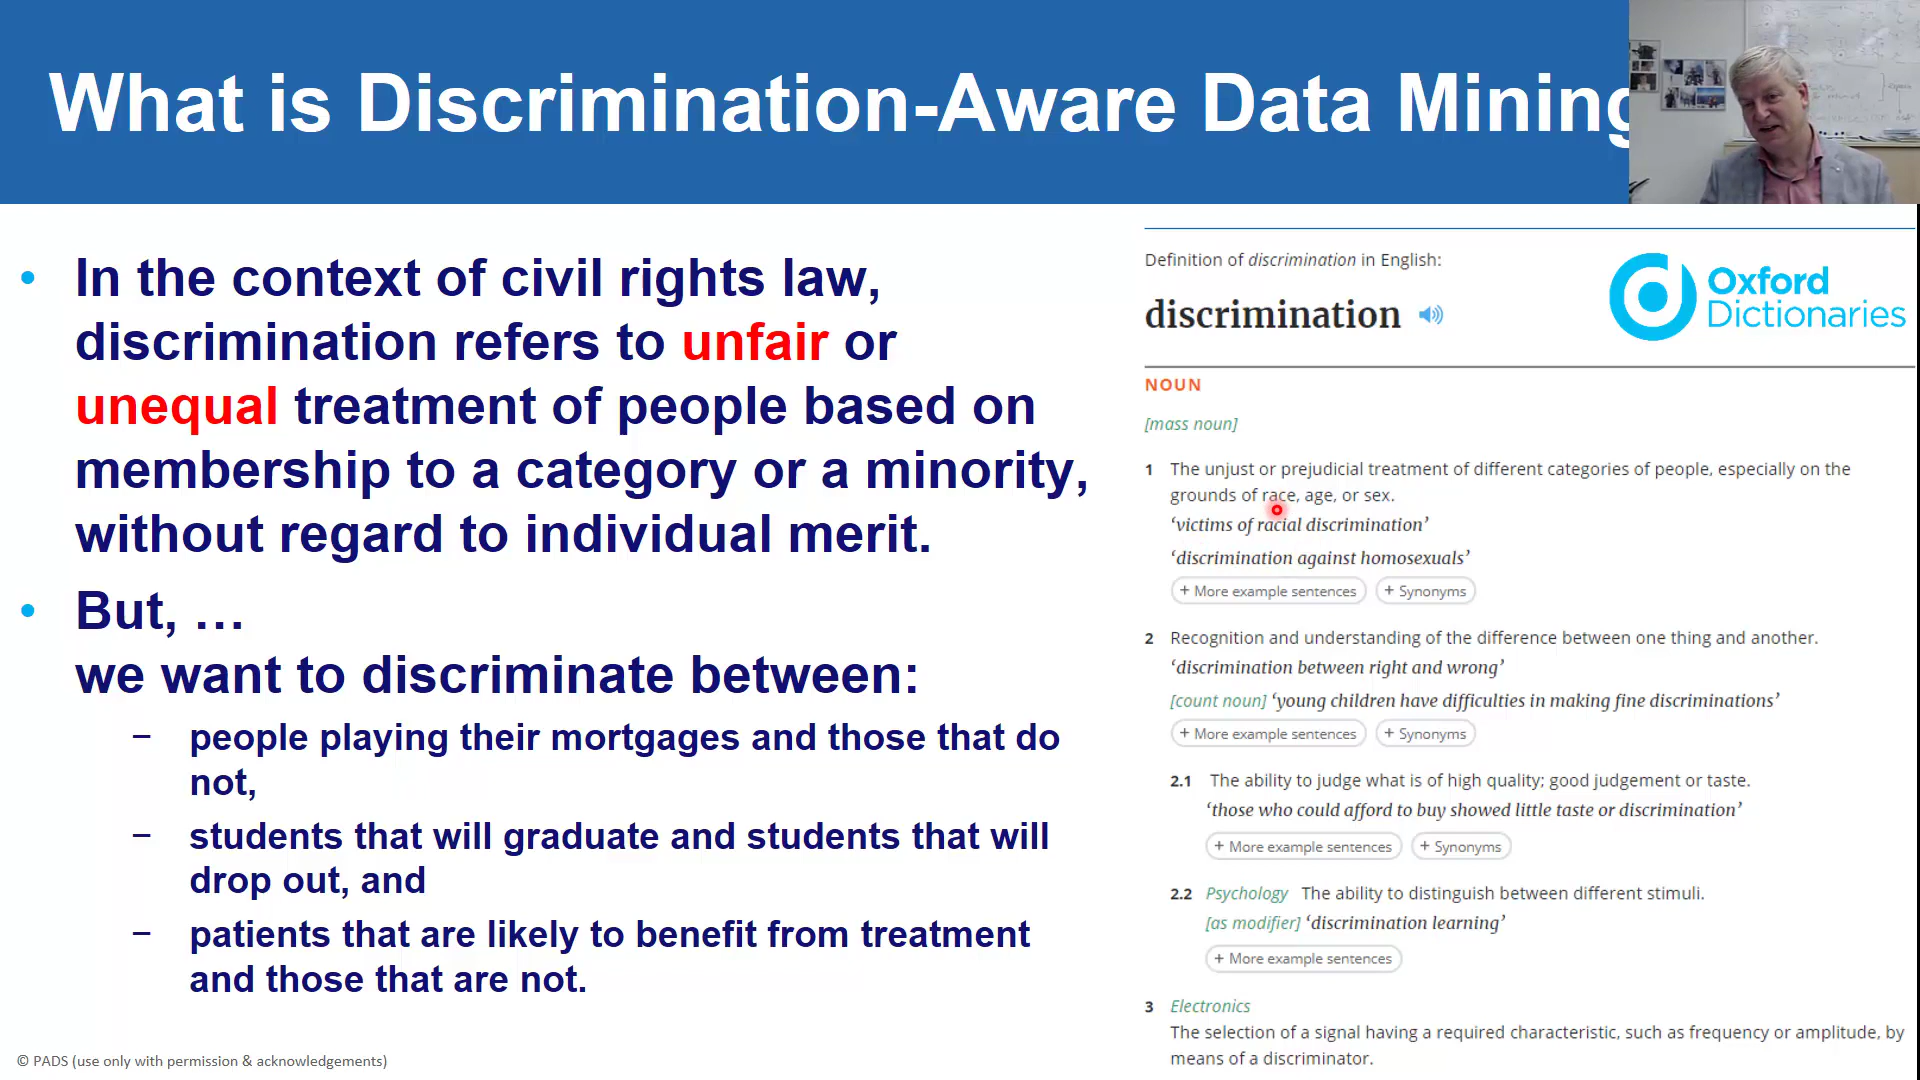 What is Discrimination-Aware Data Mining
• In the context of civil rights law,
discrimination refers to unfair or
unequal treatment of people based on
membership to a category or a minority,
without regard to individual merit.
• But, …
we want to discriminate between:
− people playing their mortgages and those that do
not,
− students that will graduate and students that will
drop out, and
− patients that are likely to benefit from treatment
and those that are not.
© PADS (use only with permission & acknowledgements)
Definition of discrimination in English:
discrimination
Oxford
Dictionaries
NOUN
[mass noun]
1 The unjust or prejudicial treatment of different categories of people, especially on the
grounds of race, age, or sex.
‘victims of racial discrimination’
‘discrimination against homosexuals’
+ More example sentences + Synonyms
2 Recognition and understanding of the difference between one thing and another.
‘discrimination between right and wrong’
[count noun] ‘young children have difficulties in making fine discriminations’
+ More example sentences + Synonyms
2.1 The ability to judge what is of high quality; good judgement or taste.
‘those who could afford to buy showed little taste or discrimination’
+ More example sentences + Synonyms
2.2 Psychology The ability to distinguish between different stimuli.
[as modifier] ‘discrimination learning’
+ More example sentences
3 Electronics
The selection of a signal having a required characteristic, such as frequency or amplitude, by
means of a discriminator.